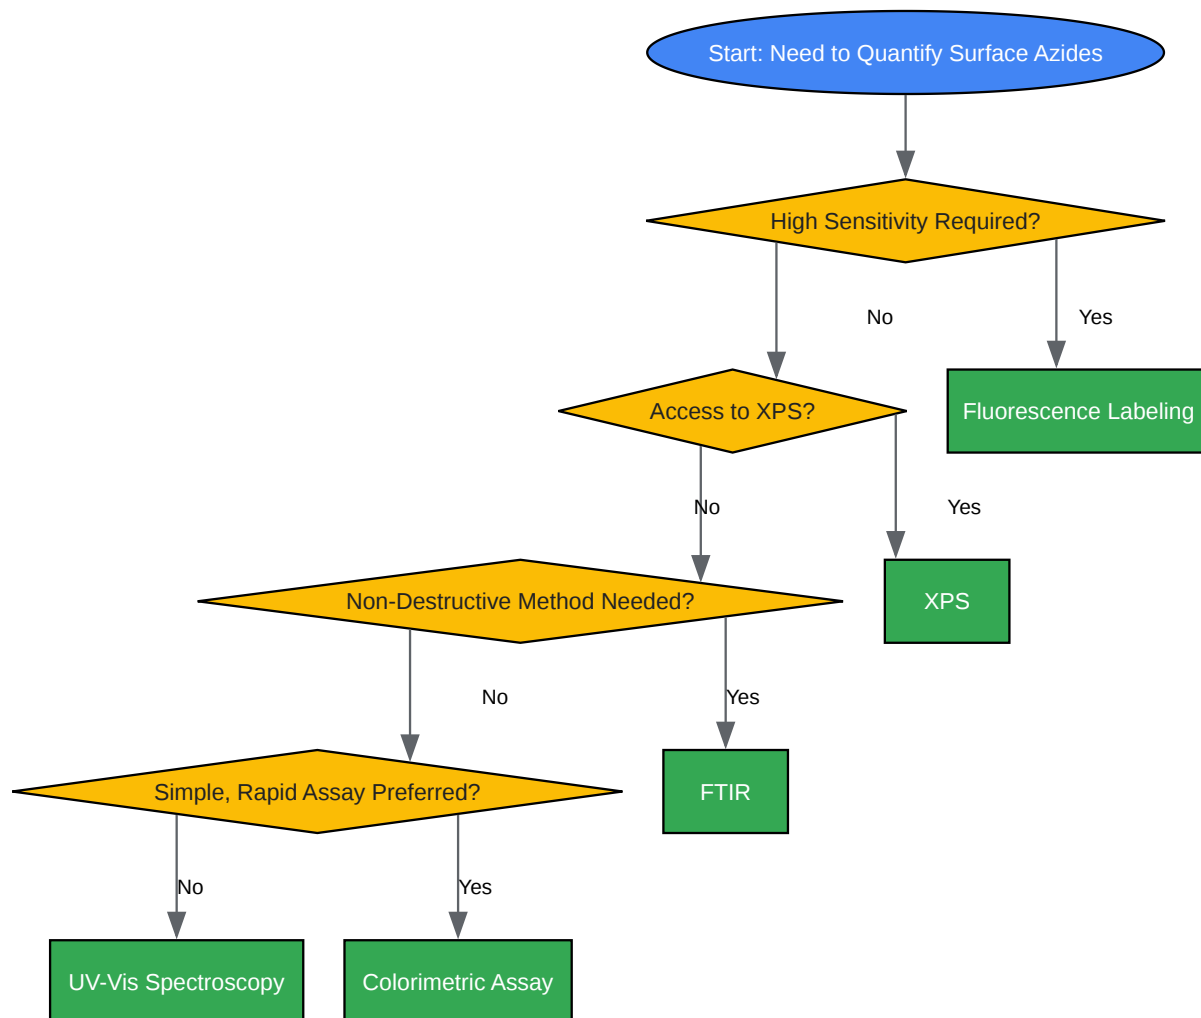 Start: Need to Quantify Surface Azides
High Sensitivity Required?
No
Yes
Access to XPS?
Fluorescence Labeling
No
Yes
Non-Destructive Method Needed?
XPS
No
Yes
Simple, Rapid Assay Preferred?
FTIR
No
Yes
UV-Vis Spectroscopy
Colorimetric Assay